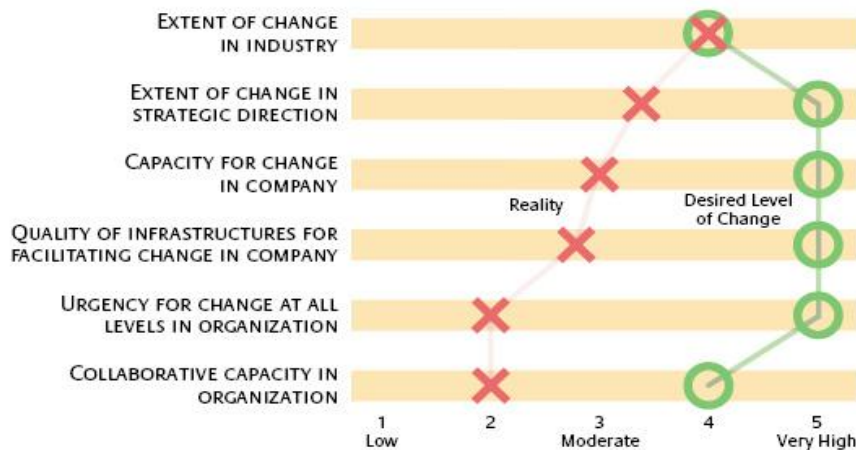 EXTENT OF CHANGE
IN INDUSTRY
EXTENT OF CHANGE IN
STRATEGIC DIRECTION
CAPACITY FOR CHANGE
IN COMPANY
Reality
Desired Level
of Change
QUALITY OF INFRASTRUCTURES FOR
FACILITATING CHANGE IN COMPANY
URGENCY FOR CHANGE AT ALL
LEVELS IN ORGANIZATION
COLLABORATIVE CAPACITY IN
ORGANIZATION
1 2 3 4 5
Low Moderate Very High